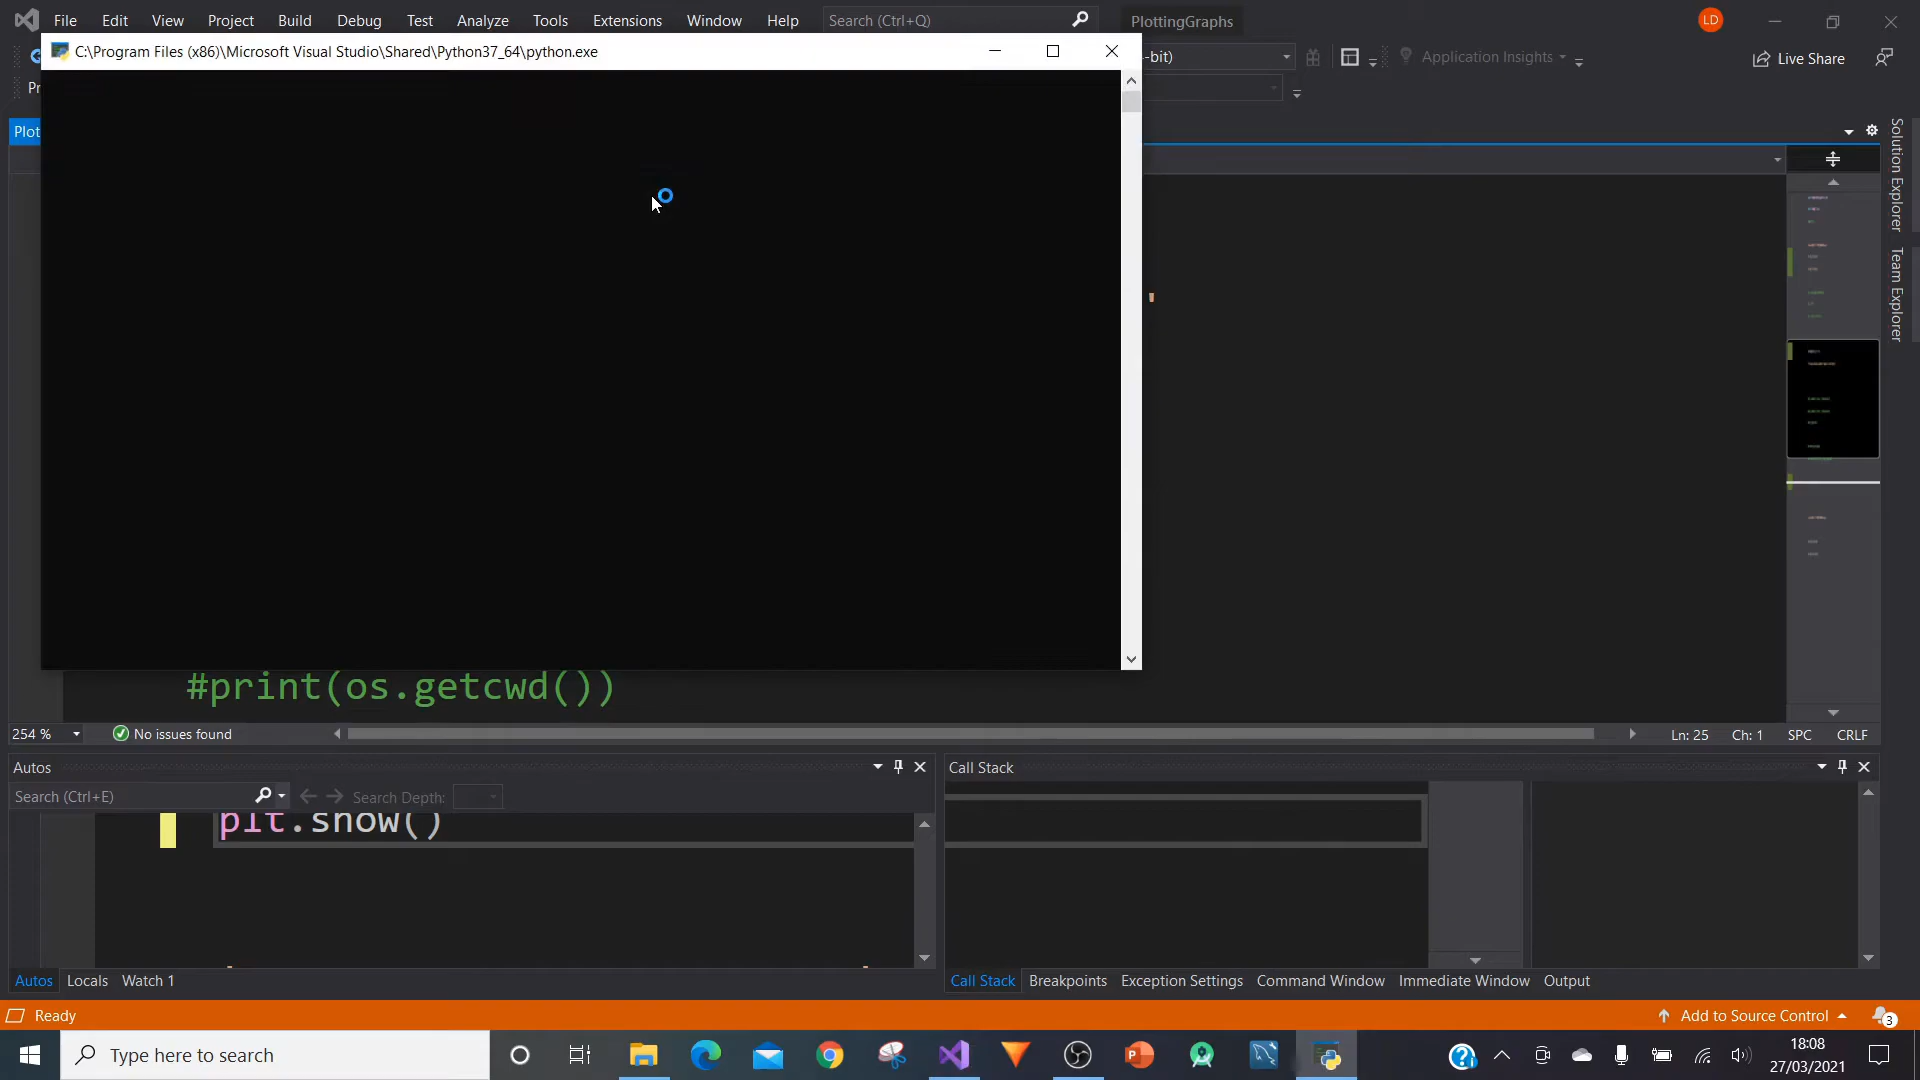 File Edit View Project Build Debug Test Analyze Tools Extensions Window Help Search (Ctrl+Q) PlottingGraphs LD
C:\Program Files (x86)\Microsoft Visual Studio\Shared\Python37_64\python.exe
-bit) Application Insights Live Share
Pr
Plot
Solution Explorer
Team Explorer
'
#print(os.getcwd())
254 % No issues found Ln: 25 Ch: 1 SPC CRLF
Autos Call Stack
Search (Ctrl+E) Search Depth:
plt.show()
Autos Locals Watch 1 Call Stack Breakpoints Exception Settings Command Window Immediate Window Output
Ready Add to Source Control 3
Type here to search 18:08
27/03/2021